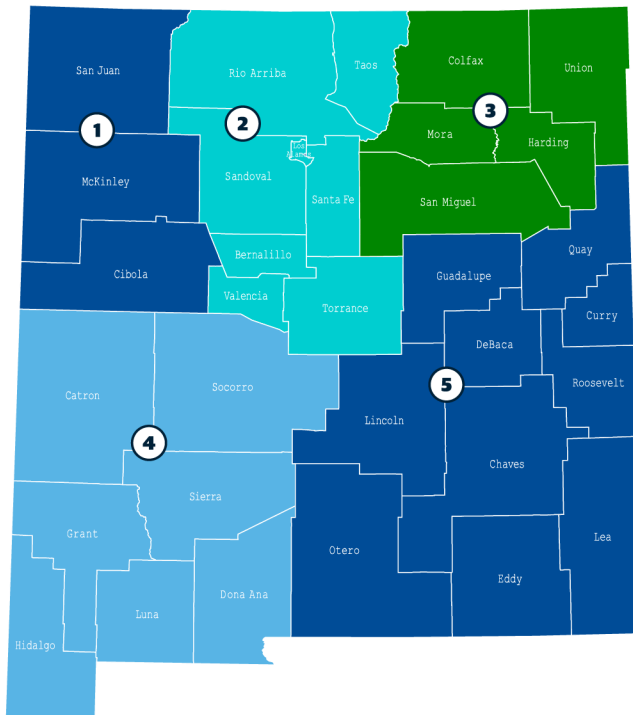 San Juan
Rio Arriba
Taos
Colfax
Union
1
2
3
Mora
Harding
Los
Alamos
McKinley
Sandoval
Santa Fe
San Miguel
Cibola
Bernalillo
Valencia
Torrance
Guadalupe
Quay
Curry
DeBaca
Roosevelt
Catron
Socorro
Lincoln
5
4
Chaves
Sierra
Grant
Otero
Lea
Eddy
Dona Ana
Luna
Hidalgo